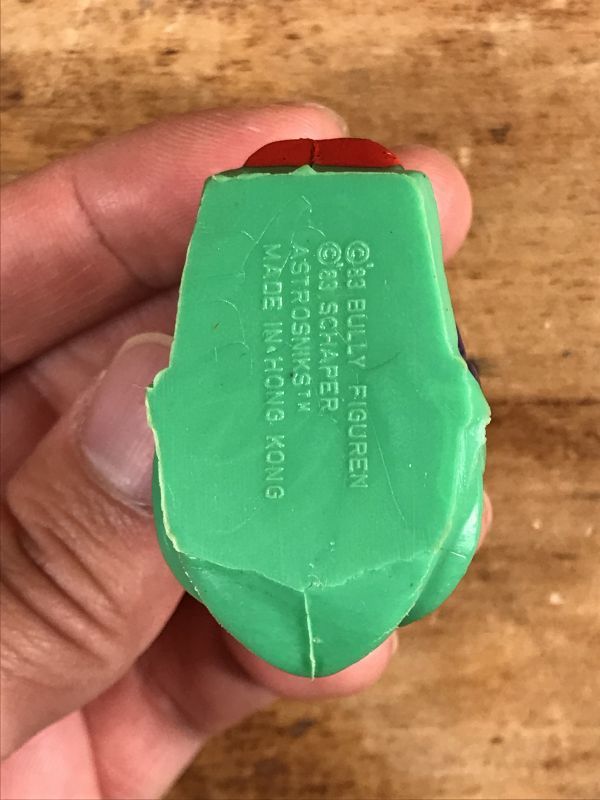 ©'83 BULLY-FIGUREN
©'83 SCHAPER
ASTROSNIKS™
MADE IN HONG KONG